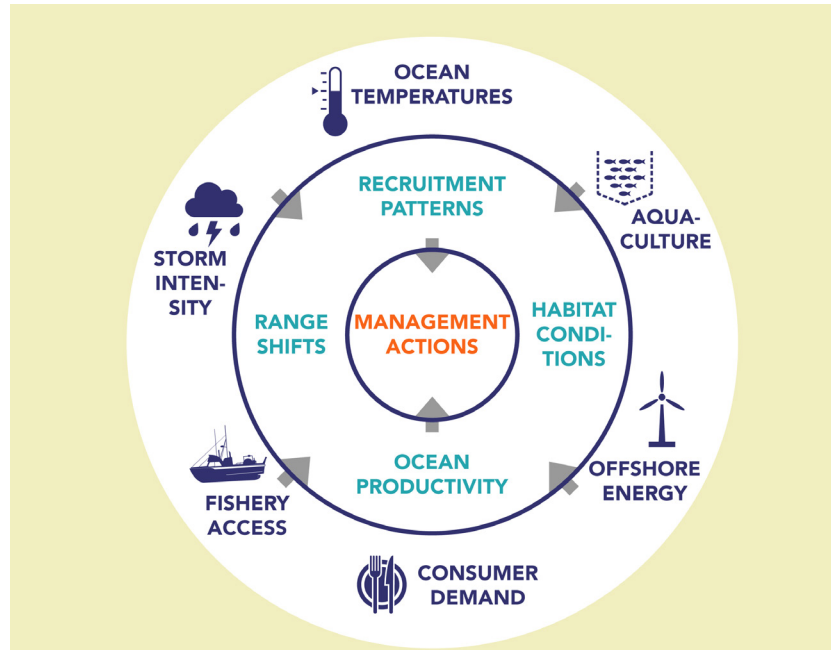 OCEAN
TEMPERATURES
RECRUITMENT
PATTERNS
AQUA-
CULTURE
STORM
INTEN-
SITY
RANGE
SHIFTS
MANAGEMENT
ACTIONS
HABITAT
CONDI-
TIONS
OCEAN
PRODUCTIVITY
OFFSHORE
ENERGY
FISHERY
ACCESS
CONSUMER
DEMAND